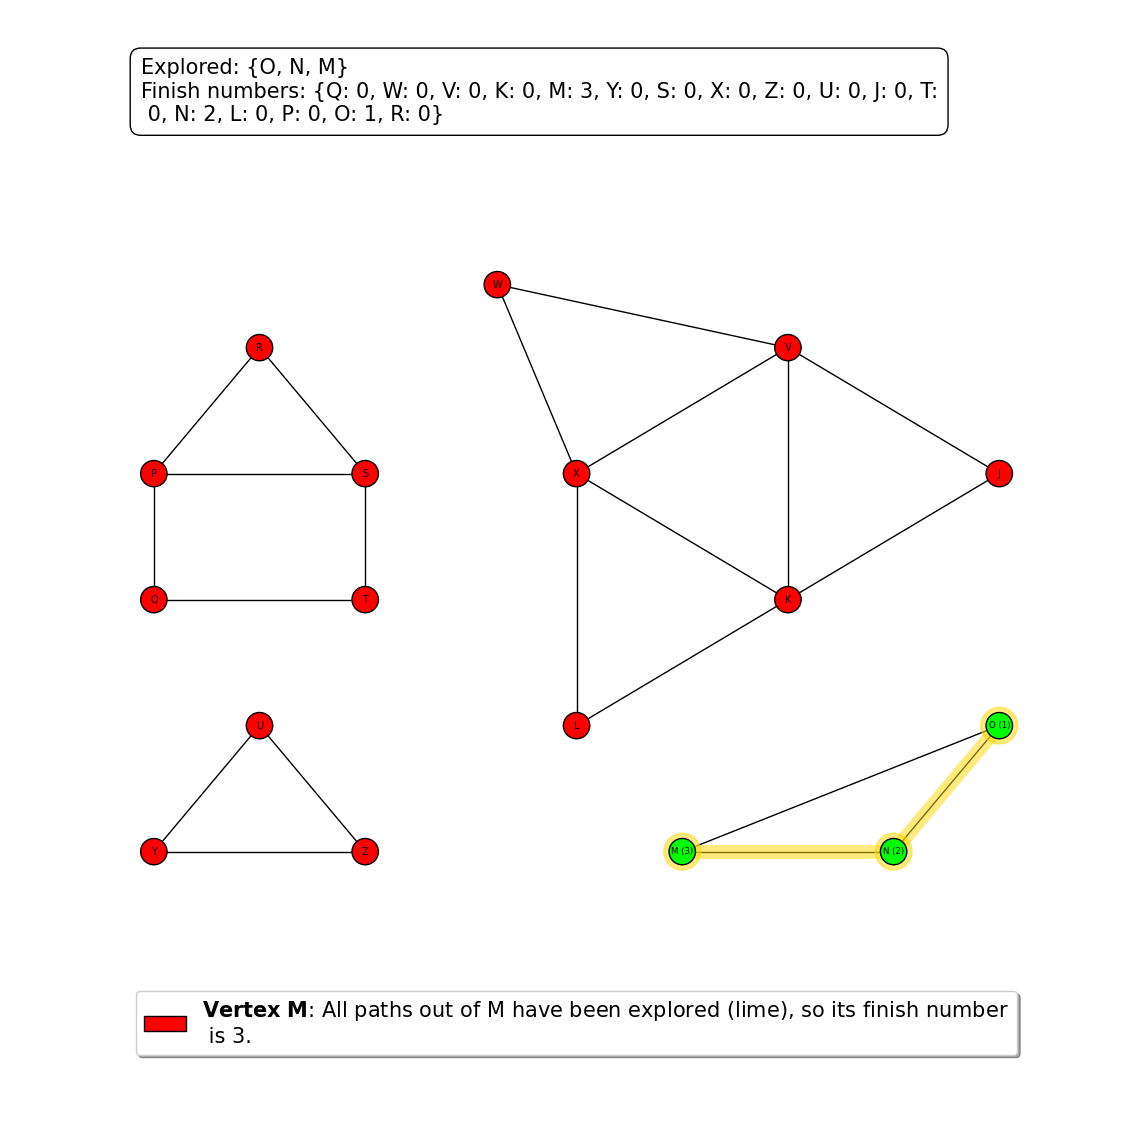 Explored: {O, N, M}
Finish numbers: {Q: 0, W: 0, V: 0, K: 0, M: 3, Y: 0, S: 0, X: 0, Z: 0, U: 0, J: 0, T:
0, N: 2, L: 0, P: 0, O: 1, R: 0}
W
R
V
P
S
X
J
Q
T
K
U
L
O (1)
Y
Z
M (3)
N (2)
Vertex M: All paths out of M have been explored (lime), so its finish number
is 3.